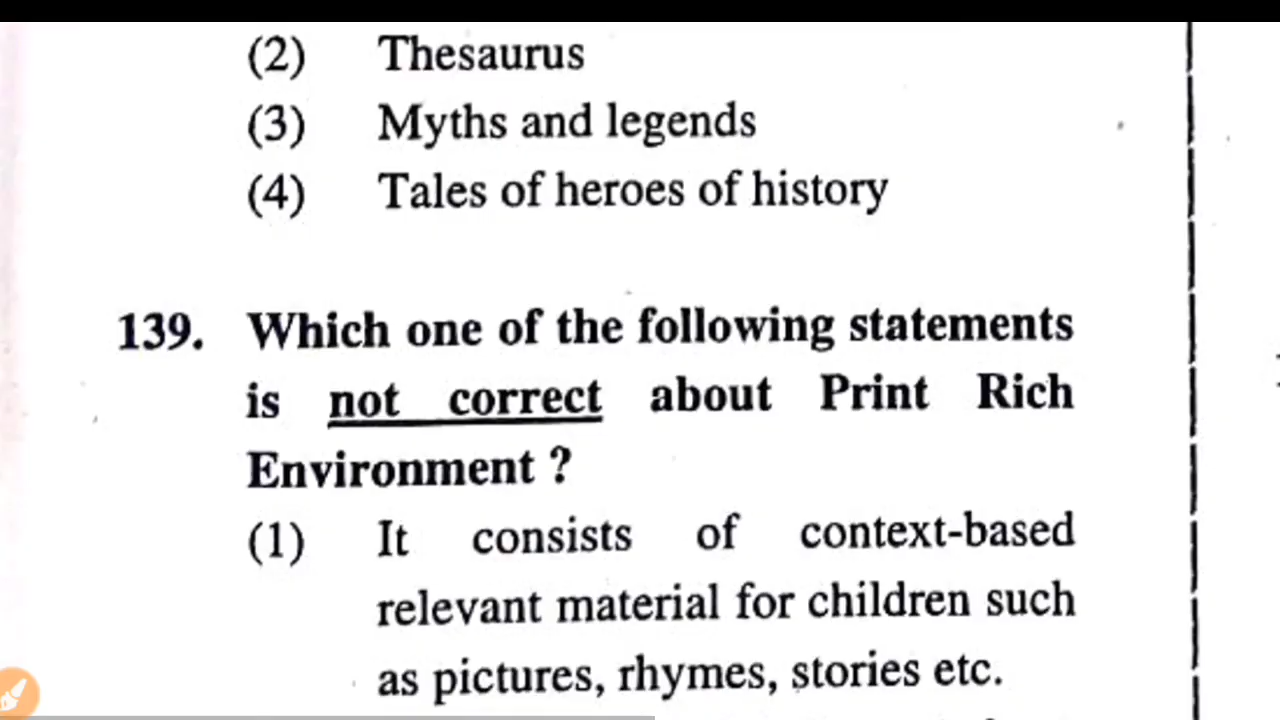 (2) Thesaurus
(3) Myths and legends
(4) Tales of heroes of history
139. Which one of the following statements
is not correct about Print Rich
Environment ?
(1) It consists of context-based
relevant material for children such
as pictures, rhymes, stories etc.